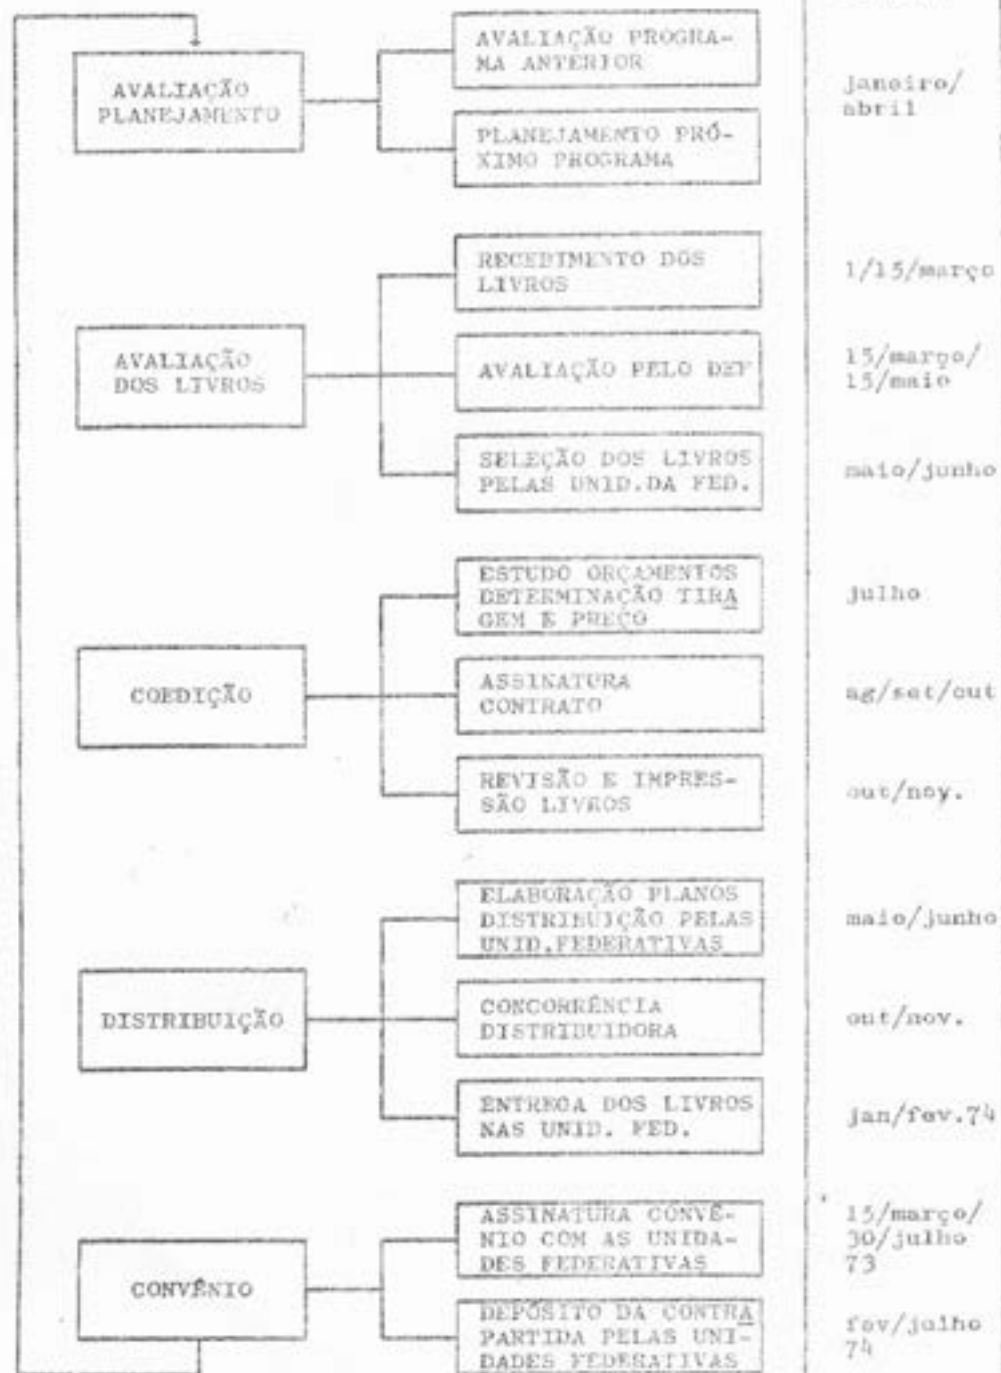 AVALIAÇÃO
PLANEJAMENTO
AVALIAÇÃO PROGRA-
MA ANTERIOR
janeiro/
abril
PLANEJAMENTO PRÓ-
XIMO PROGRAMA
AVALIAÇÃO
DOS LIVROS
RECEBIMENTO DOS
LIVROS
1/15/março
AVALIAÇÃO PELO DEF
15/março/
15/maio
SELEÇÃO DOS LIVROS
PELAS UNID.DA FED.
maio/junho
COEDIÇÃO
ESTUDO ORÇAMENTOS
DETERMINAÇÃO TIRA
GEM E PREÇO
julho
ASSINATURA
CONTRATO
ag/set/out
REVISÃO E IMPRES-
SÃO LIVROS
out/nov.
DISTRIBUIÇÃO
ELABORAÇÃO PLANOS
DISTRIBUIÇÃO PELAS
UNID.FEDERATIVAS
maio/junho
CONCORRÊNCIA
DISTRIBUIDORA
out/nov.
ENTREGA DOS LIVROS
NAS UNID. FED.
jan/fev.74
CONVÊNIO
ASSINATURA CONVÊ-
NIO COM AS UNIDA-
DES FEDERATIVAS
15/março/
30/julho
73
DEPÓSITO DA CONTRA
PARTIDA PELAS UNI-
DADES FEDERATIVAS
fev/julho
74